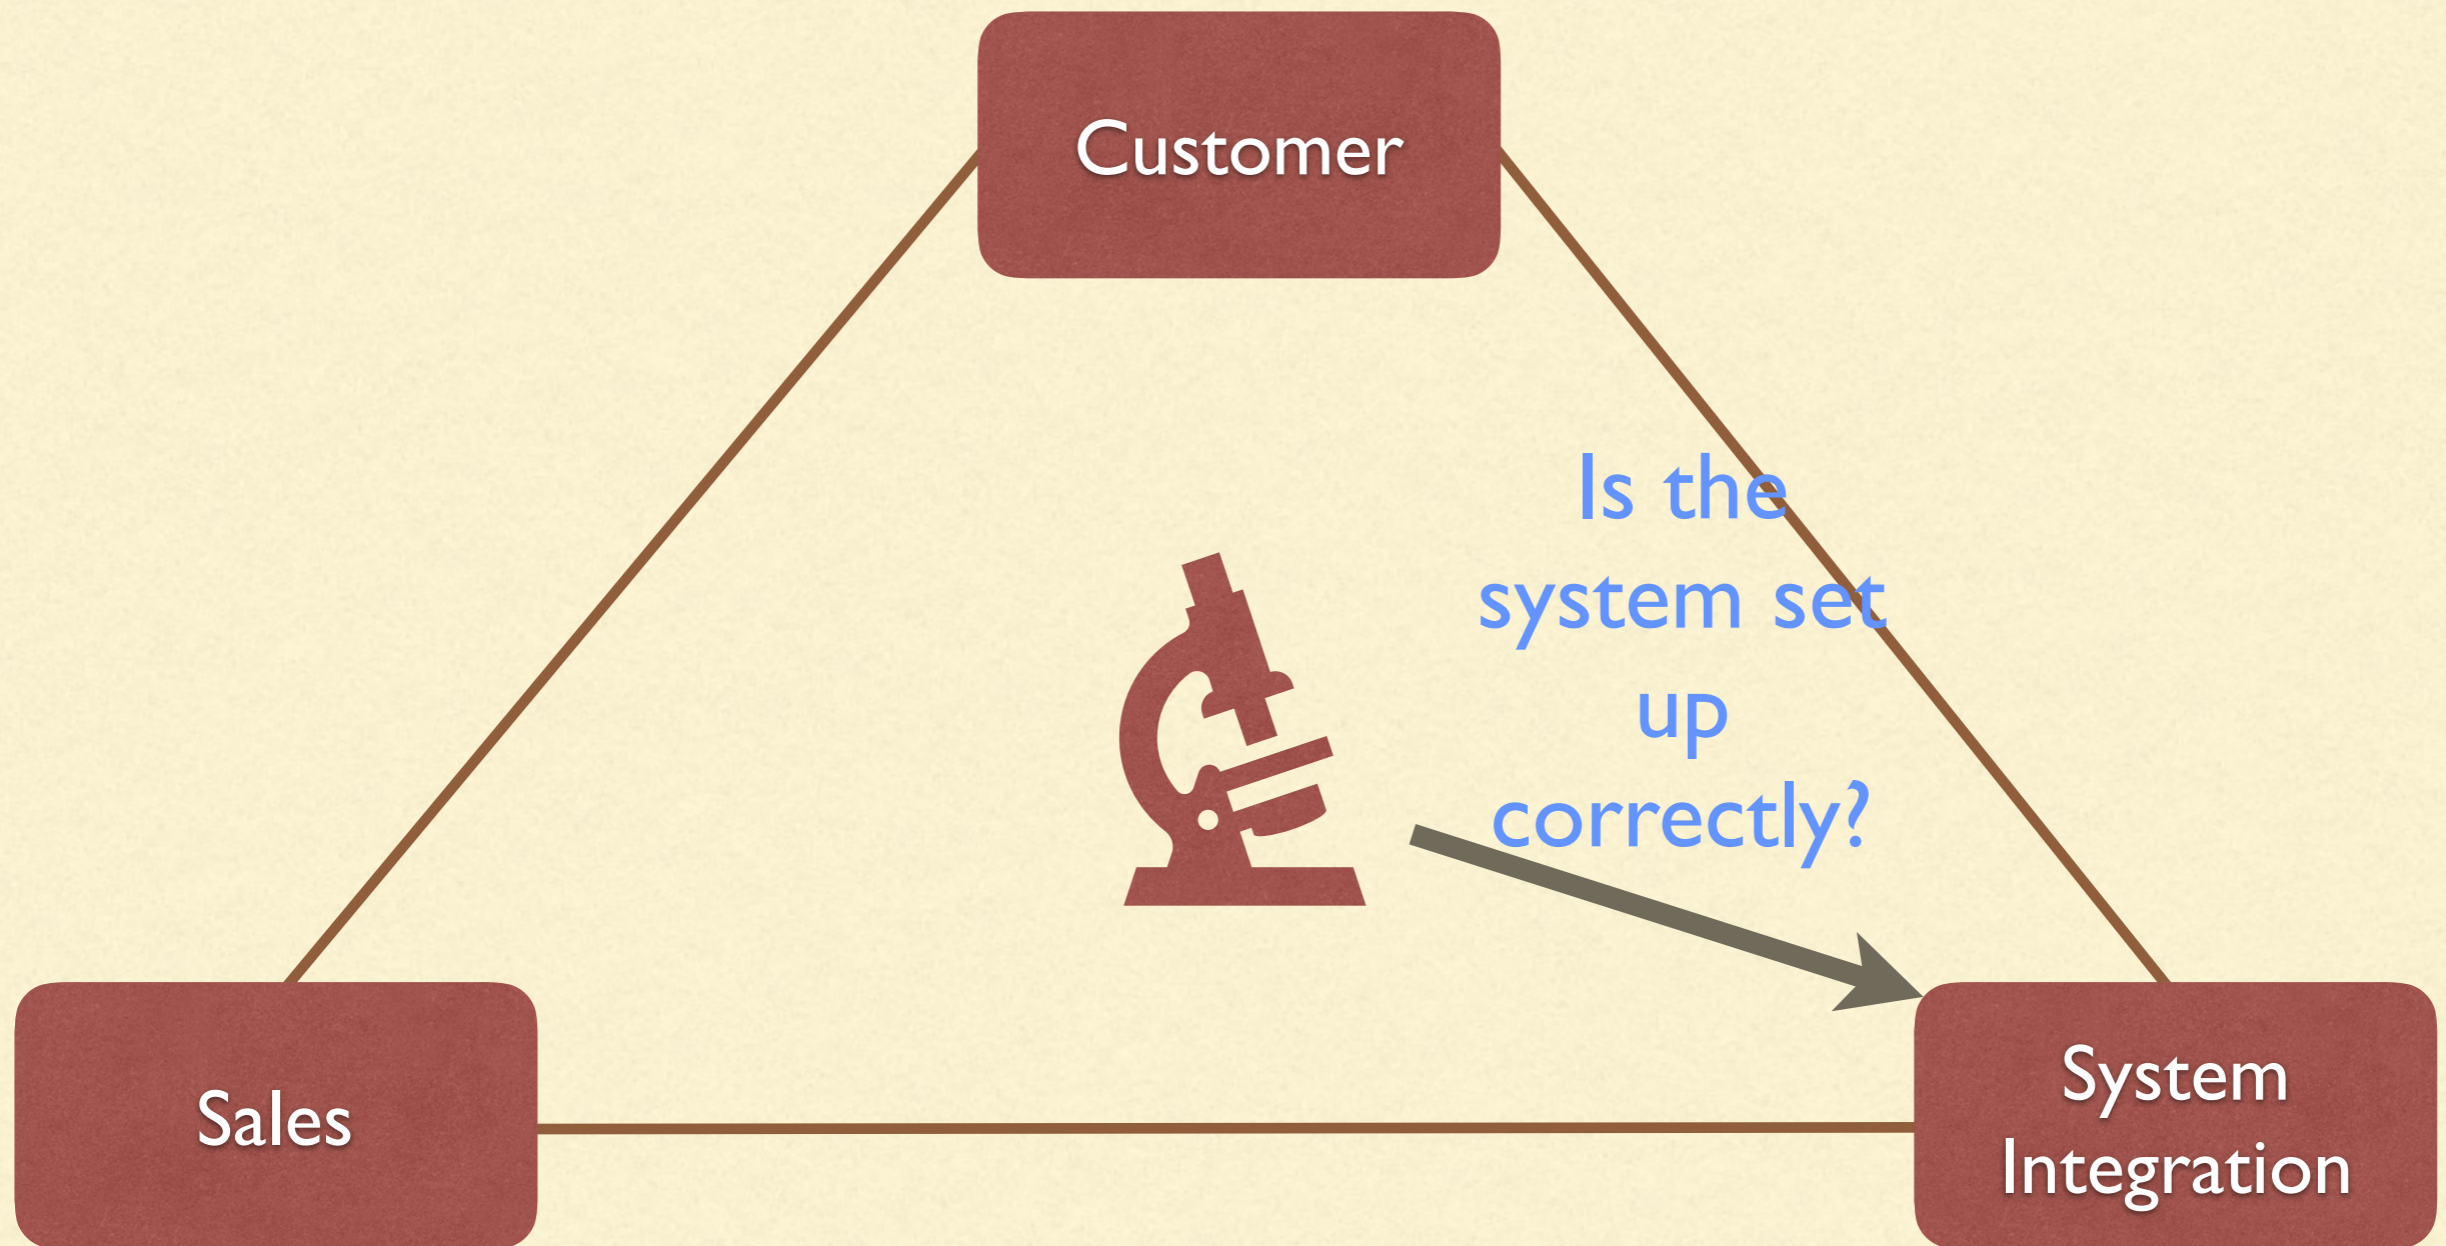 Customer
Is the
system set
up
correctly?
Sales
System
Integration